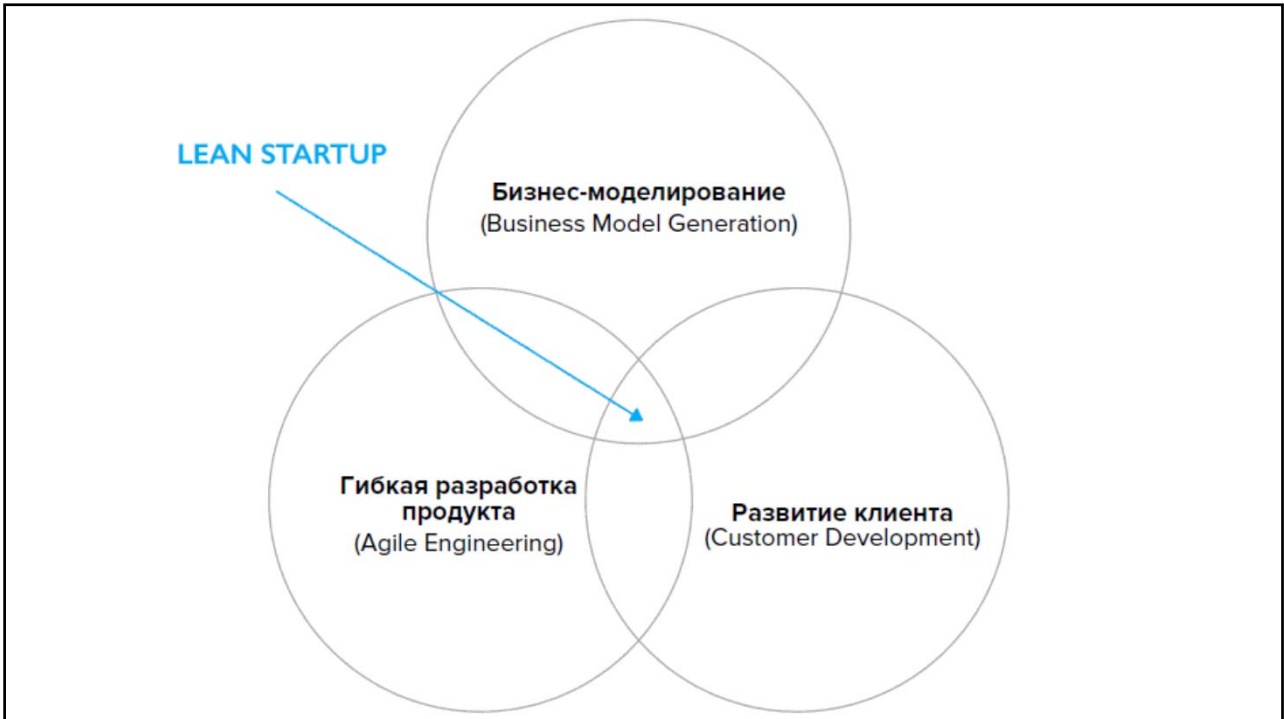 LEAN STARTUP
Бизнес-моделирование
(Business Model Generation)
Гибкая разработка
продукта
(Agile Engineering)
Развитие клиента
(Customer Development)